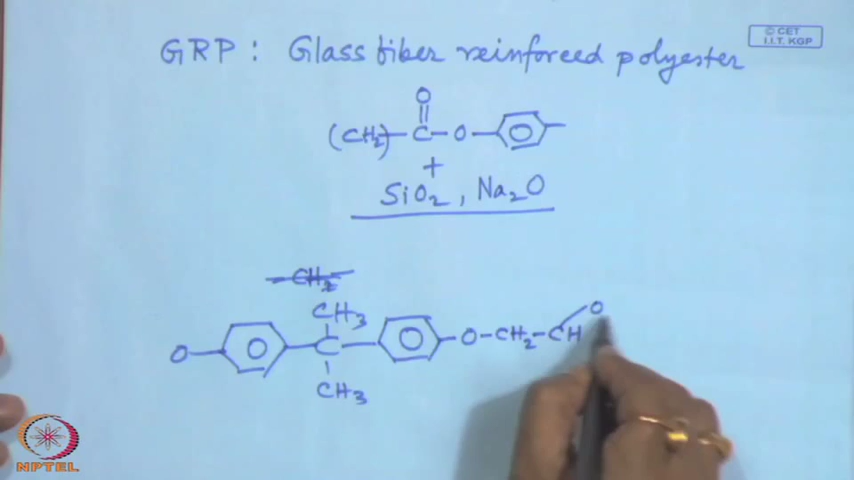 © CET
I.I.T. KGP
GRP : Glass fiber reinforced polyester
O
(CH2) C - O
+
SiO2, Na2O
CH2
CH3
O
O - C - O - CH2 - CH
CH3
NPTEL